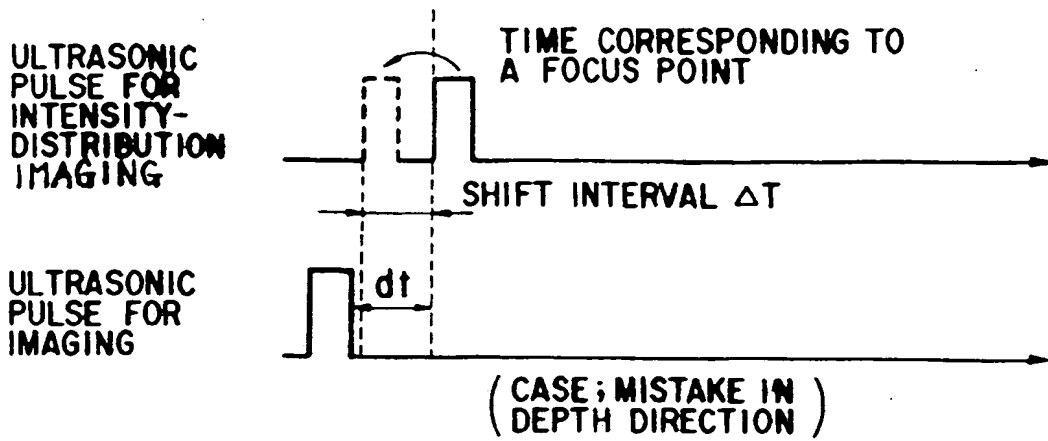 ULTRASONIC
PULSE FOR
INTENSITY-
DISTRIBUTION
IMAGING
TIME CORRESPONDING TO
A FOCUS POINT
SHIFT INTERVAL △T
ULTRASONIC
PULSE FOR
IMAGING
dt
(CASE; MISTAKE IN
DEPTH DIRECTION)